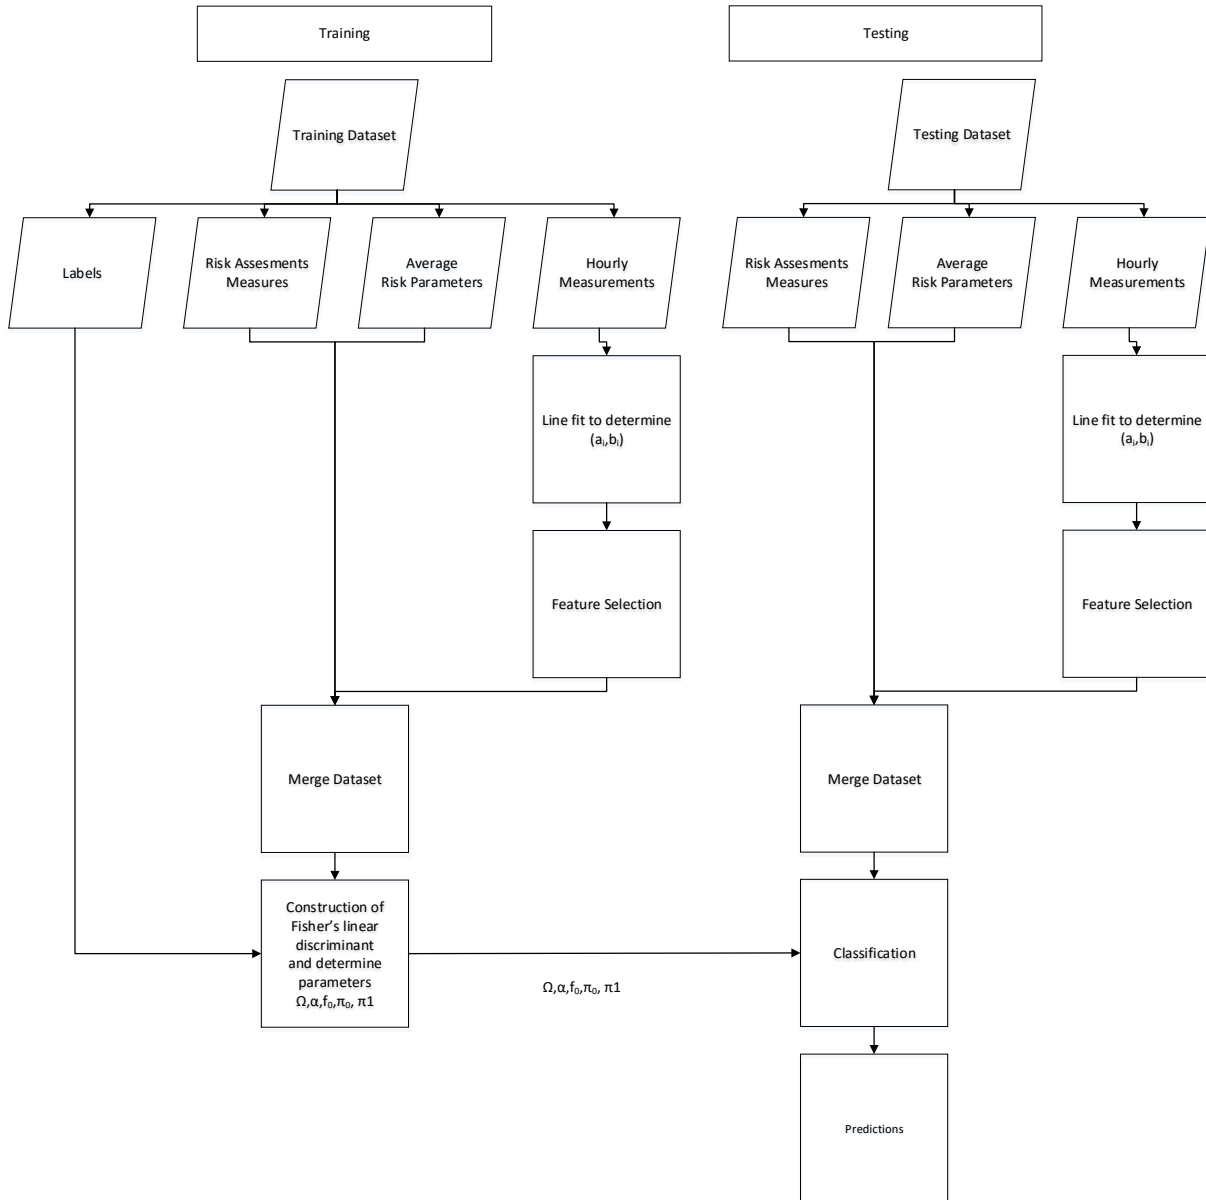 Training
Testing
Training Dataset
Testing Dataset
Labels
Risk Assesments
Measures
Average
Risk Parameters
Hourly
Measurements
Risk Assesments
Measures
Average
Risk Parameters
Hourly
Measurements
Line fit to determine
(aᵢ,bᵢ)
Line fit to determine
(aᵢ,bᵢ)
Feature Selection
Feature Selection
Merge Dataset
Merge Dataset
Construction of
Fisher’s linear
discriminant
and determine
parameters
Ω,α,f₀,π₀, π1
Ω,α,f₀,π₀, π1
Classification
Predictions